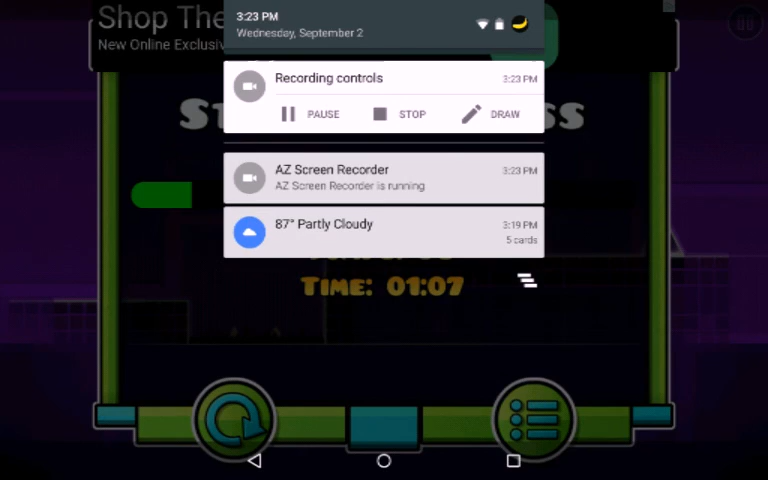 Shop The
New Online Exclusiv
3:23 PM
Wednesday, September 2
Recording controls
3:23 PM
PAUSE
STOP
DRAW
St
ss
AZ Screen Recorder
3:23 PM
AZ Screen Recorder is running
87° Partly Cloudy
3:19 PM
5 cards
Time: 01:07